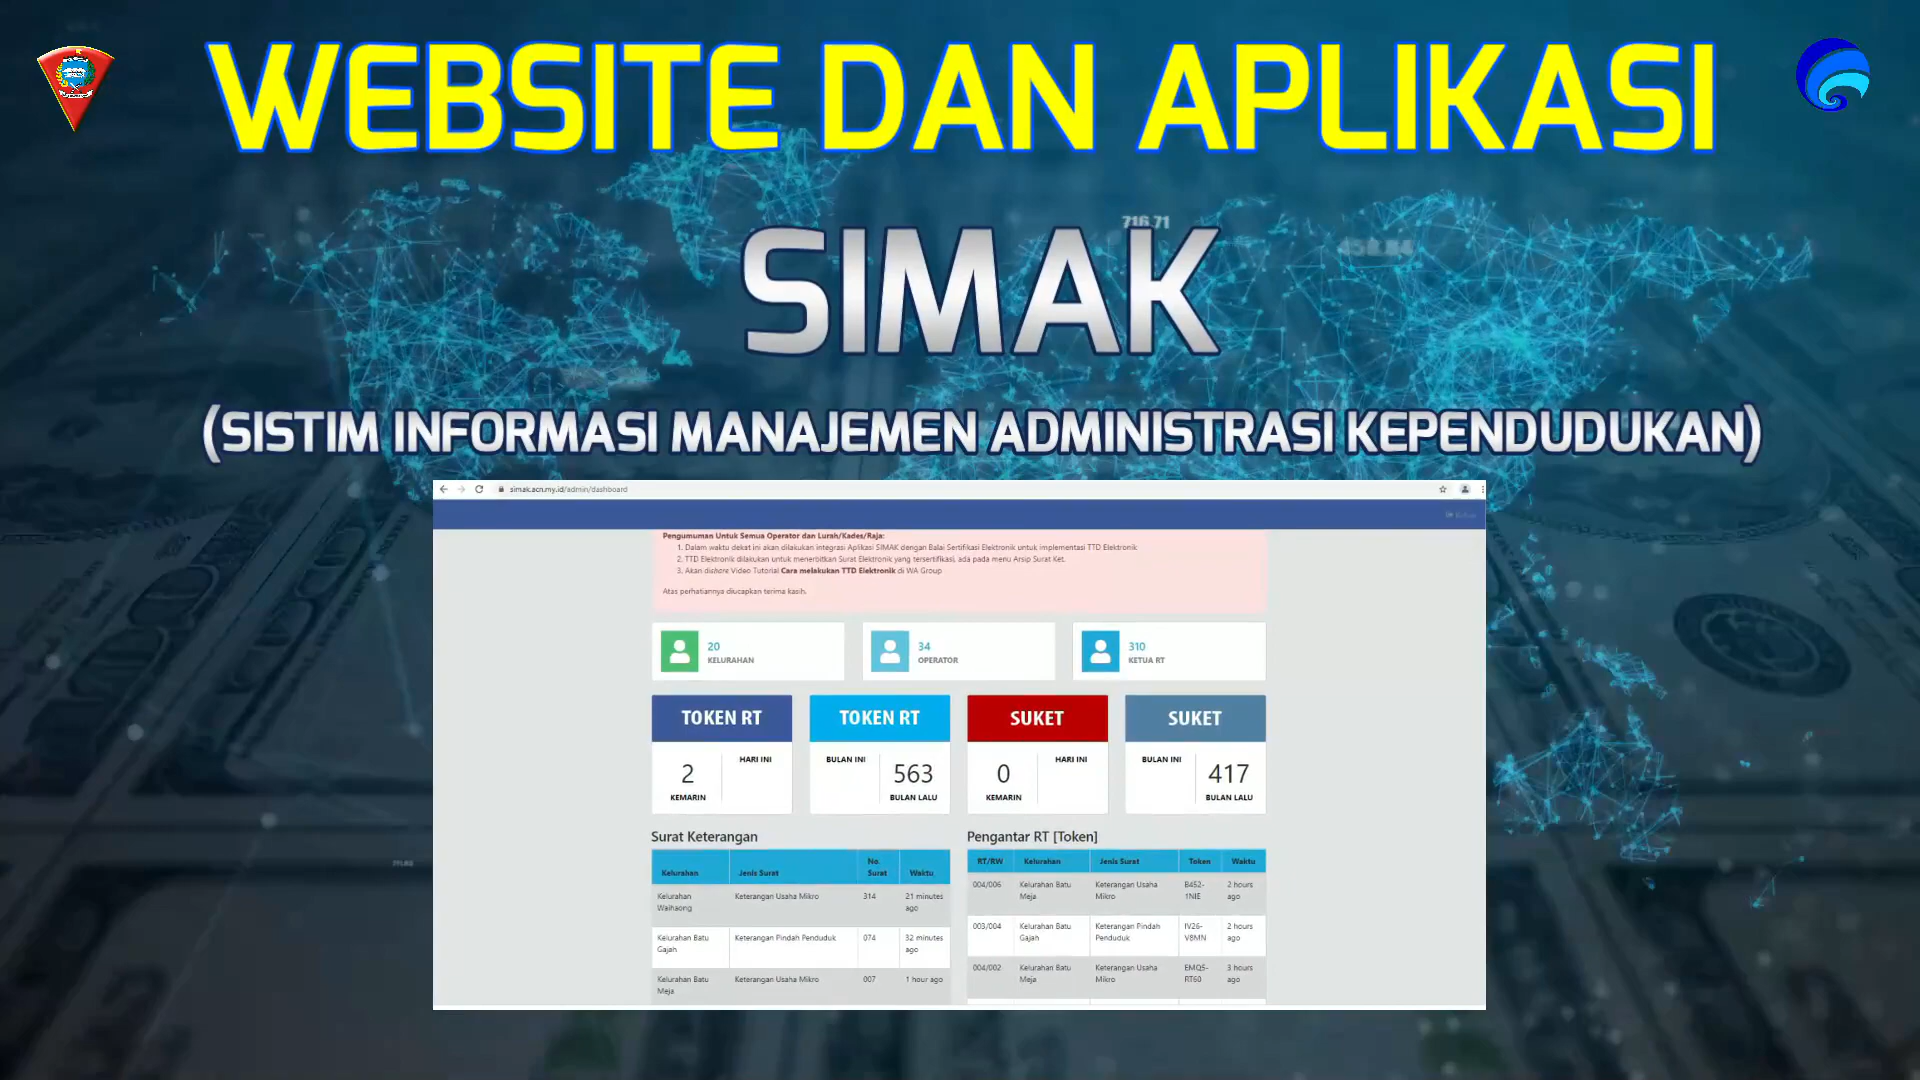 WEBSITE DAN APLIKASI
716.71
SIMAK
(SISTIM INFORMASI MANAJEMEN ADMINISTRASI KEPENDUDUKAN)
simak.acn.my.id/admin/dashboard
Pengumuman Untuk Semua Operator dan Lurah/Kades/Raja:
1. Dalam waktu dekat ini akan dilakukan integrasi Aplikasi SIMAK dengan Balai Sertifikasi Elektronik untuk implementasi TTD Elektronik
2. TTD Elektronik dilakukan untuk menerbitkan Surat Elektronik yang tersertifikasi, ada pada menu Arsip Surat Ket.
3. Akan dishare Video Tutorial Cara melakukan TTD Elektronik di WA Group
Atas perhatiannya diucapkan terima kasih.
20
KELURAHAN
34
OPERATOR
310
KETUA RT
TOKEN RT
2
KEMARIN
HARI INI
TOKEN RT
BULAN INI
563
BULAN LALU
SUKET
0
KEMARIN
HARI INI
SUKET
BULAN INI
417
BULAN LALU
Surat Keterangan
Kelurahan Jenis Surat No. Surat Waktu
Kelurahan Waihaong Keterangan Usaha Mikro 314 21 minutes ago
Kelurahan Batu Gajah Keterangan Pindah Penduduk 074 32 minutes ago
Kelurahan Batu Meja Keterangan Usaha Mikro 007 1 hour ago
Pengantar RT [Token]
RT/RW Kelurahan Jenis Surat Token Waktu
004/006 Kelurahan Batu Meja Keterangan Usaha Mikro B452-1NIE 2 hours ago
003/004 Kelurahan Batu Gajah Keterangan Pindah Penduduk IV26-V8MN 2 hours ago
004/002 Kelurahan Batu Meja Keterangan Usaha Mikro EMQ5-RT60 3 hours ago